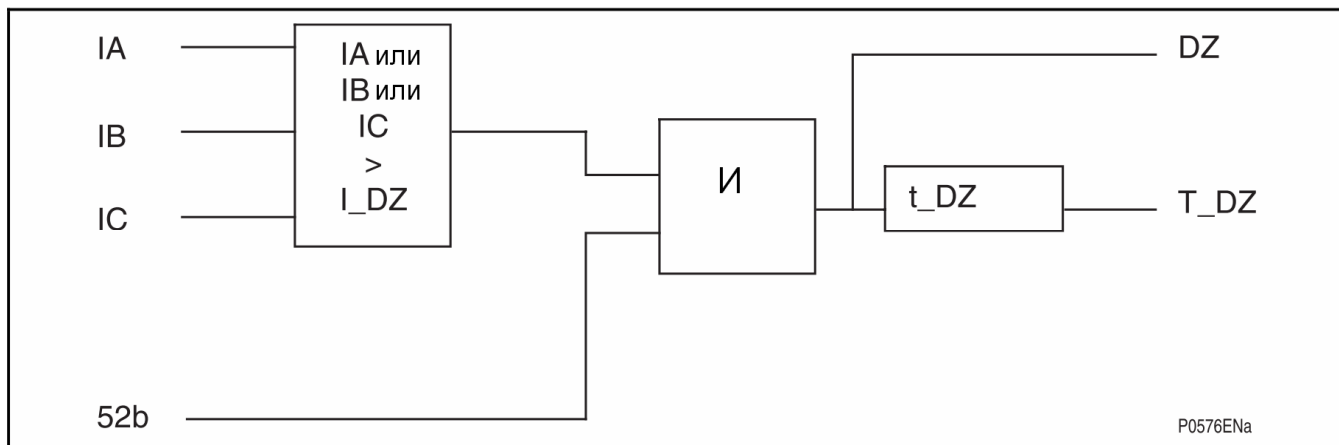 IA
IB
IC
52b
IA или
IB или
IC
>
I_DZ
И
t_DZ
DZ
T_DZ
P0576ENa